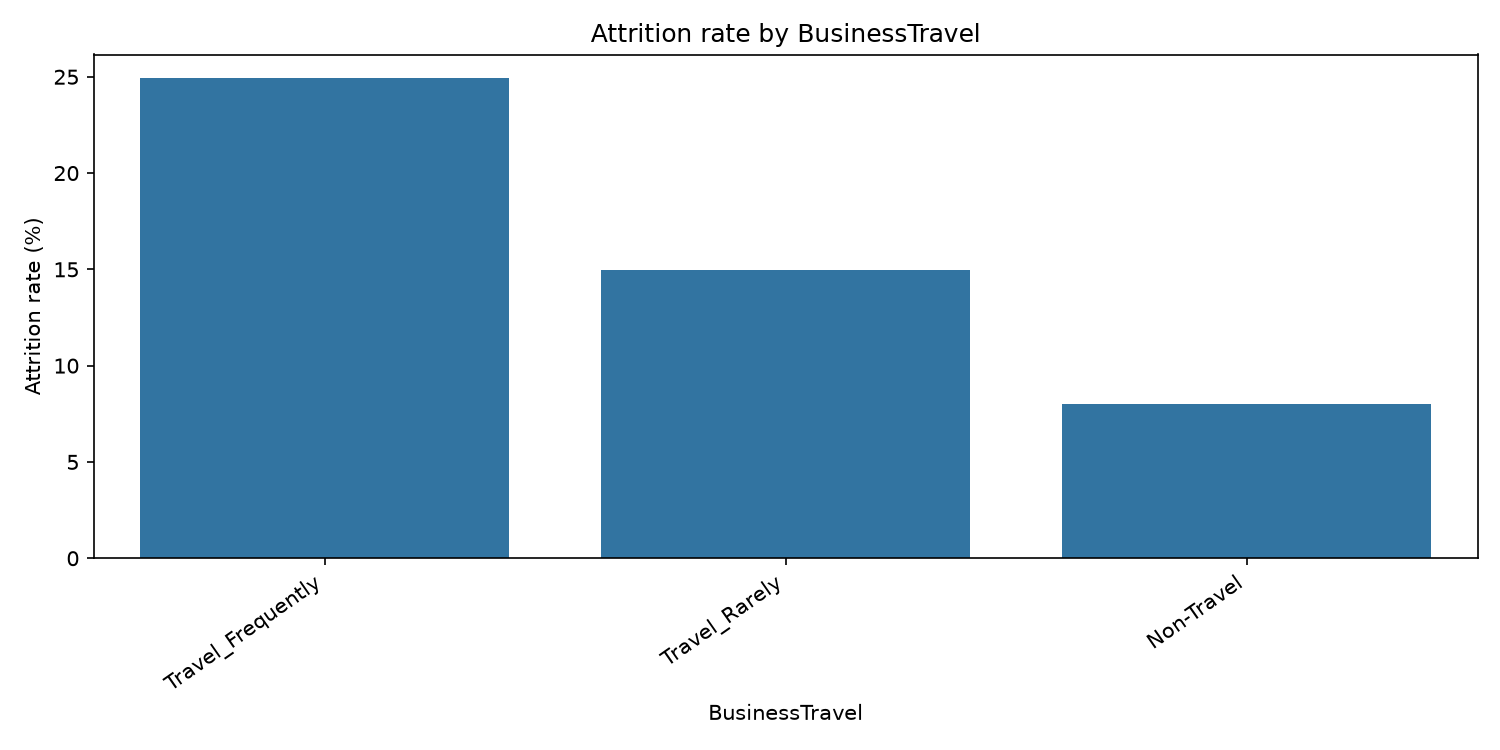 Attrition rate by BusinessTravel
Attrition rate (%)
25
20
15
10
5
0
Travel_Frequently
Travel_Rarely
Non-Travel
BusinessTravel